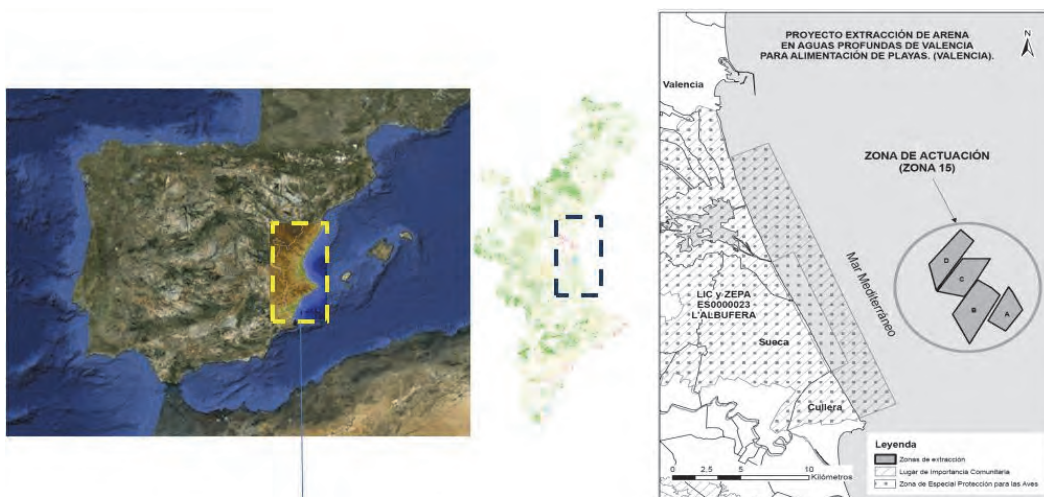 PROYECTO EXTRACCIÓN DE ARENA
EN AGUAS PROFUNDAS DE VALENCIA
PARA ALIMENTACIÓN DE PLAYAS. (VALENCIA).
N
Valencia
ZONA DE ACTUACIÓN
(ZONA 15)
D
C
B
A
Mar Mediterráneo
LIC y ZEPA
ES0000023 -
L'ALBUFERA
Sueca
Cullera
Leyenda
Zonas de extracción
Lugar de Importancia Comunitaria
Zona de Especial Protección para las Aves
0 2.5 5 10
Kilómetros